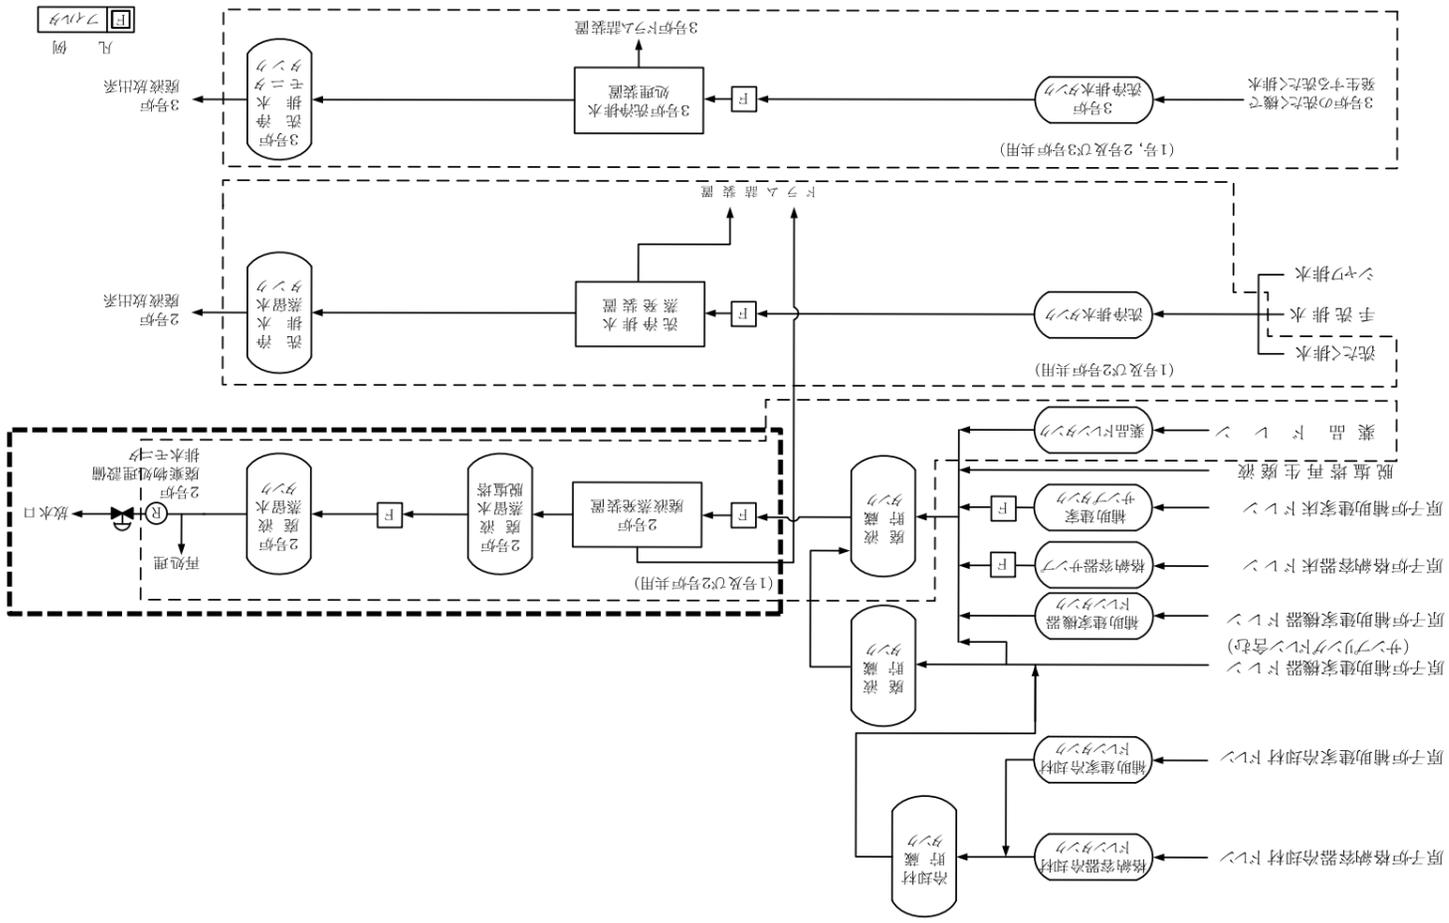 原子炉格納容器冷却材ドレン
格納容器冷却材
ドレンタンク
冷却材
貯 蔵
タンク
原子炉補助建家冷却材ドレン
補助建家冷却材
ドレンタンク
原子炉補助建家機器ドレン
(サンプリングドレン含む)
廃 液
貯 蔵
タンク
原子炉補助建家機器ドレン
補助建家機器
ドレンタンク
原子炉格納容器床ドレン
格納容器サンプ
F
原子炉補助建家床ドレン
補助建家
サンプタンク
F
脱塩塔再生廃液
薬 品 ド レ ン
薬品ドレンタンク
廃 液
貯 蔵
タンク
(1号及び2号炉共用)
F
2号炉
廃液蒸発装置
2号炉
廃 液
蒸留水
脱塩塔
F
2号炉
廃 液
蒸留水
タンク
再処理
R
2号炉
廃棄物処理設備
排水モニタ
放水口
洗たく排水
手 洗 排 水
シャワ排水
(1号及び2号炉共用)
洗浄排水タンク
F
洗 浄 排 水
蒸 発 装 置
洗 浄
排 水
蒸留水
タンク
2号炉
廃液放出系
ドラム詰装置
(1号，2号及び3号炉共用)
3号炉の洗たく機で
発生する洗たく排水
3号炉
洗浄排水タンク
F
3号炉洗浄排水
処理装置
3号炉ドラム詰装置
3号炉
洗 浄
排 水
モニタ
タンク
3号炉
廃液放出系
凡 例
F フィルタ